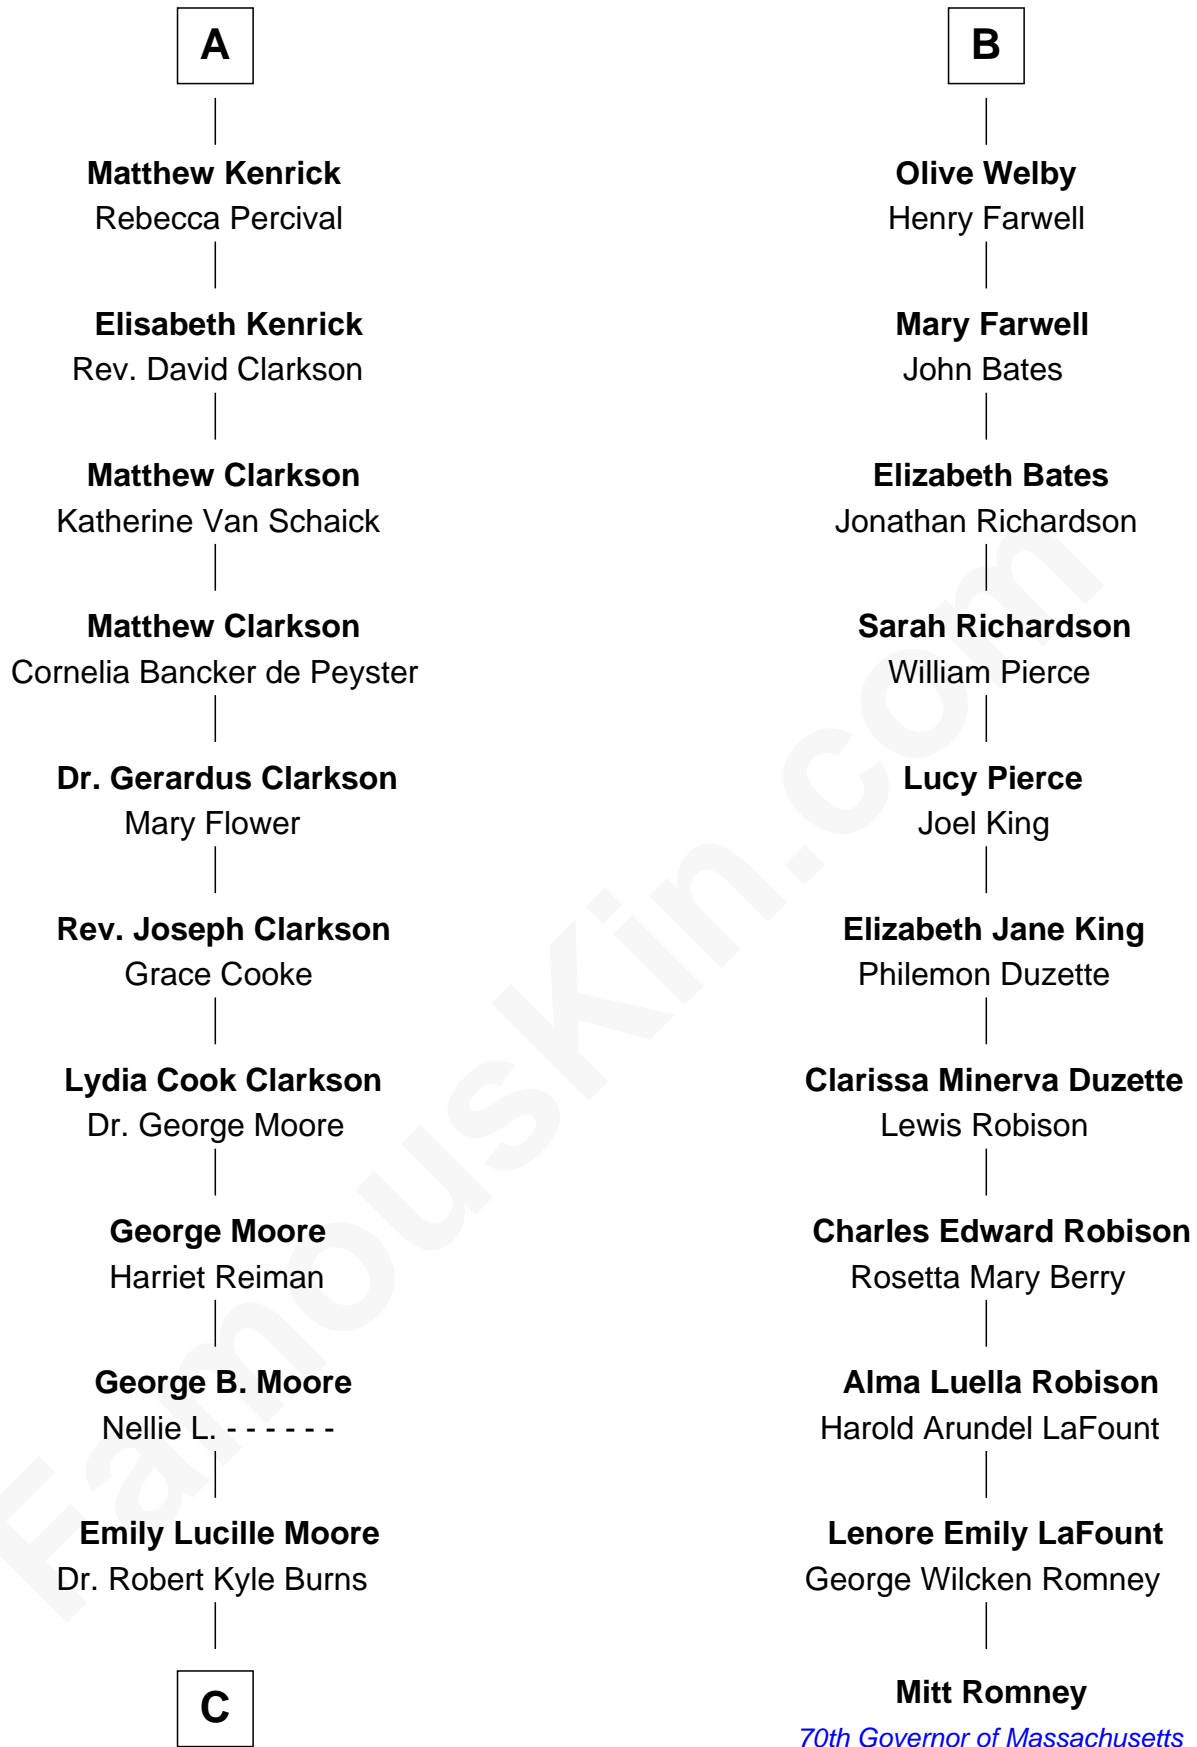 A
Matthew Kenrick
Rebecca Percival
Elisabeth Kenrick
Rev. David Clarkson
Matthew Clarkson
Katherine Van Schaick
Matthew Clarkson
Cornelia Bancker de Peyster
Dr. Gerardus Clarkson
Mary Flower
Rev. Joseph Clarkson
Grace Cooke
Lydia Cook Clarkson
Dr. George Moore
George Moore
Harriet Reiman
George B. Moore
Nellie L. - - - - - -
Emily Lucille Moore
Dr. Robert Kyle Burns
C
B
Olive Welby
Henry Farwell
Mary Farwell
John Bates
Elizabeth Bates
Jonathan Richardson
Sarah Richardson
William Pierce
Lucy Pierce
Joel King
Elizabeth Jane King
Philemon Duzette
Clarissa Minerva Duzette
Lewis Robison
Charles Edward Robison
Rosetta Mary Berry
Alma Luella Robison
Harold Arundel LaFount
Lenore Emily LaFount
George Wilcken Romney
Mitt Romney
70th Governor of Massachusetts
FamousKin.com